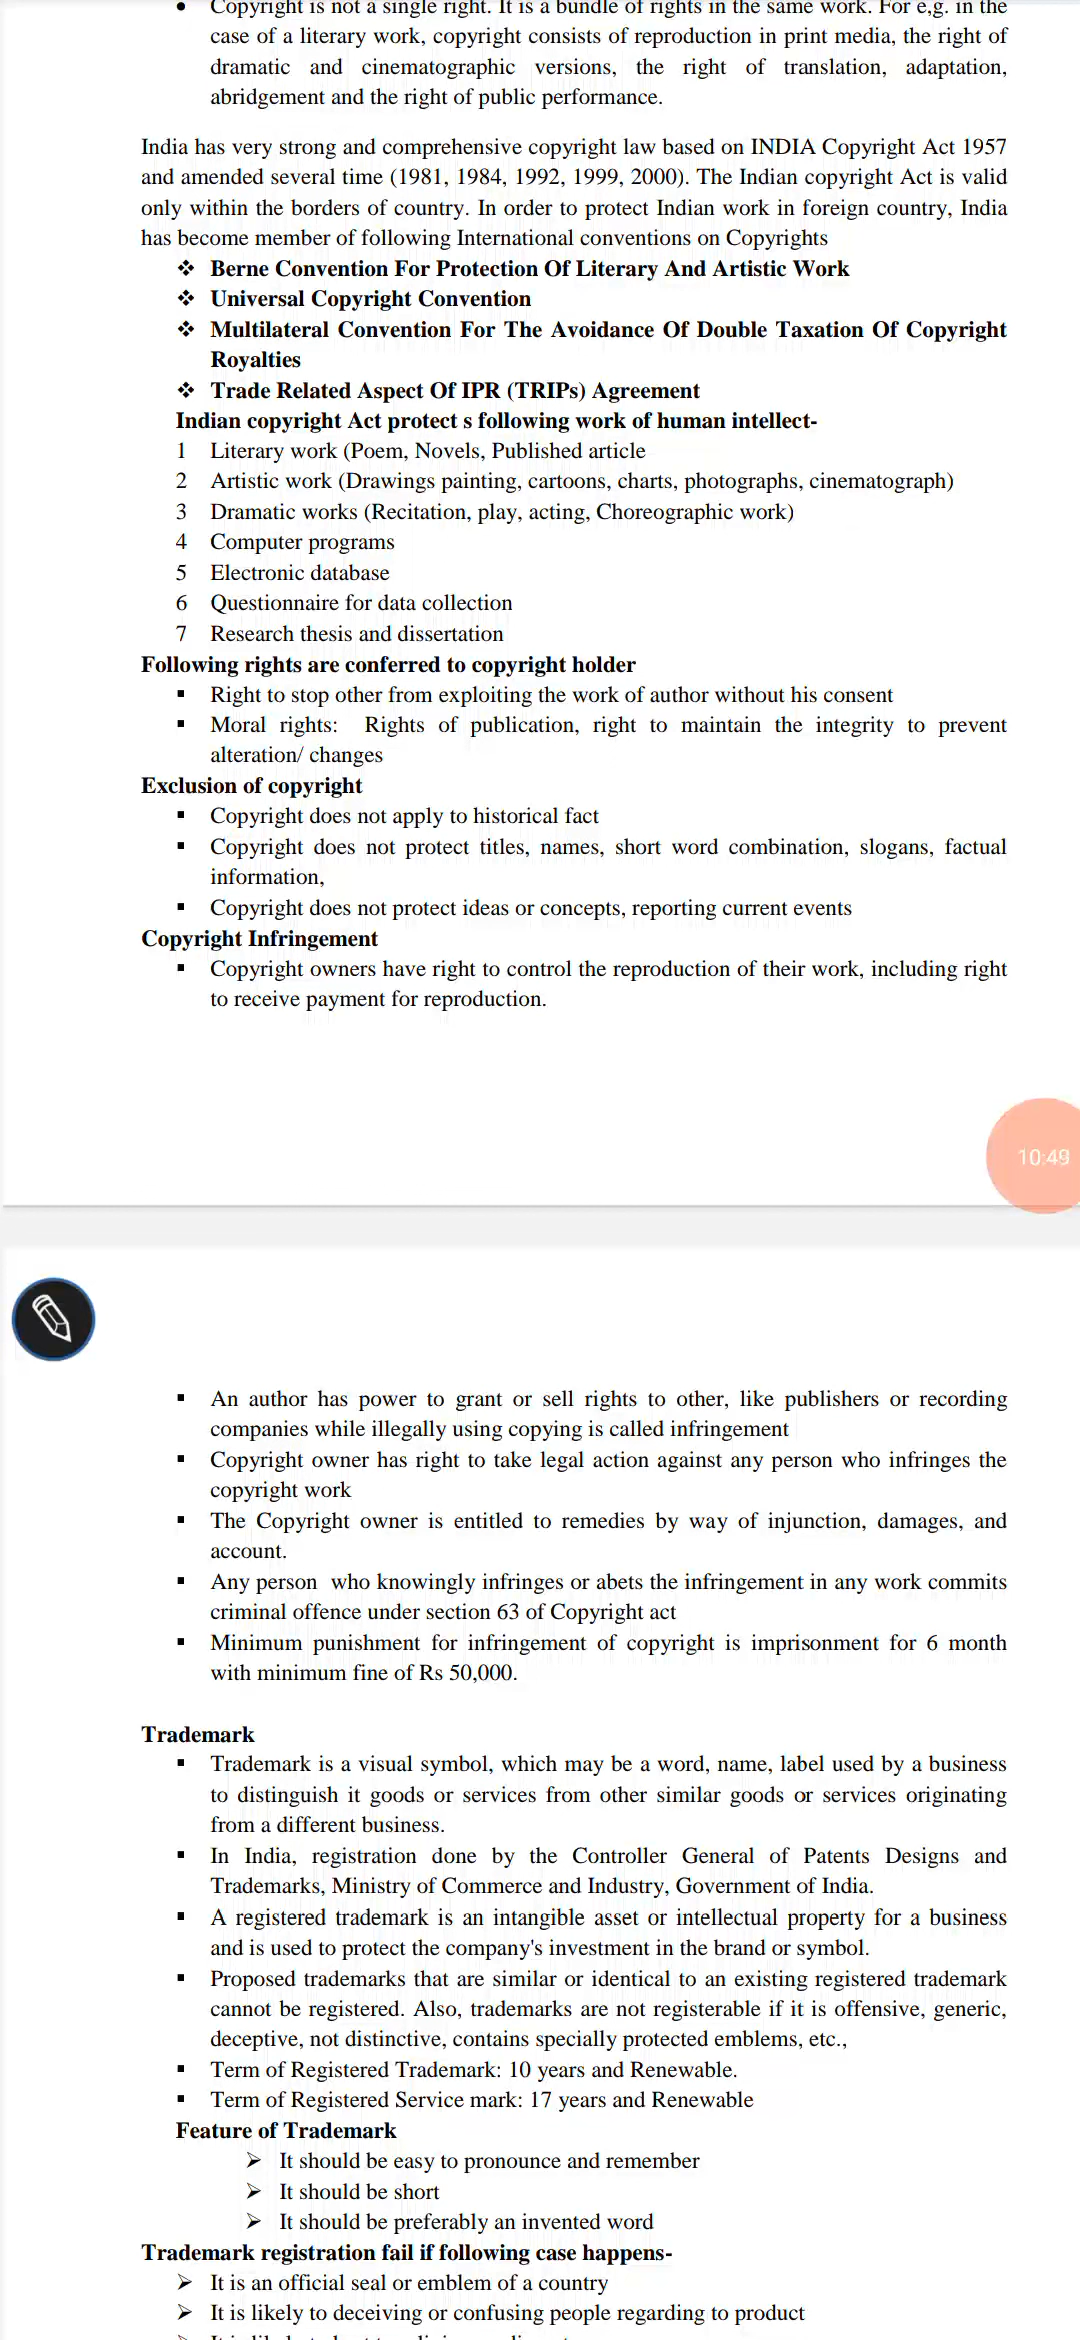 Copyright is not a single right. It is a bundle of rights in the same work. For e,g. in the
case of a literary work, copyright consists of reproduction in print media, the right of
dramatic and cinematographic versions, the right of translation, adaptation,
abridgement and the right of public performance.
India has very strong and comprehensive copyright law based on INDIA Copyright Act 1957
and amended several time (1981, 1984, 1992, 1999, 2000). The Indian copyright Act is valid
only within the borders of country. In order to protect Indian work in foreign country, India
has become member of following International conventions on Copyrights
❖ Berne Convention For Protection Of Literary And Artistic Work
❖ Universal Copyright Convention
❖ Multilateral Convention For The Avoidance Of Double Taxation Of Copyright
Royalties
❖ Trade Related Aspect Of IPR (TRIPs) Agreement
Indian copyright Act protect s following work of human intellect-
1 Literary work (Poem, Novels, Published article
2 Artistic work (Drawings painting, cartoons, charts, photographs, cinematograph)
3 Dramatic works (Recitation, play, acting, Choreographic work)
4 Computer programs
5 Electronic database
6 Questionnaire for data collection
7 Research thesis and dissertation
Following rights are conferred to copyright holder
▪ Right to stop other from exploiting the work of author without his consent
▪ Moral rights: Rights of publication, right to maintain the integrity to prevent
alteration/ changes
Exclusion of copyright
▪ Copyright does not apply to historical fact
▪ Copyright does not protect titles, names, short word combination, slogans, factual
information,
▪ Copyright does not protect ideas or concepts, reporting current events
Copyright Infringement
▪ Copyright owners have right to control the reproduction of their work, including right
to receive payment for reproduction.
10:49
▪ An author has power to grant or sell rights to other, like publishers or recording
companies while illegally using copying is called infringement
▪ Copyright owner has right to take legal action against any person who infringes the
copyright work
▪ The Copyright owner is entitled to remedies by way of injunction, damages, and
account.
▪ Any person who knowingly infringes or abets the infringement in any work commits
criminal offence under section 63 of Copyright act
▪ Minimum punishment for infringement of copyright is imprisonment for 6 month
with minimum fine of Rs 50,000.
Trademark
▪ Trademark is a visual symbol, which may be a word, name, label used by a business
to distinguish it goods or services from other similar goods or services originating
from a different business.
▪ In India, registration done by the Controller General of Patents Designs and
Trademarks, Ministry of Commerce and Industry, Government of India.
▪ A registered trademark is an intangible asset or intellectual property for a business
and is used to protect the company's investment in the brand or symbol.
▪ Proposed trademarks that are similar or identical to an existing registered trademark
cannot be registered. Also, trademarks are not registerable if it is offensive, generic,
deceptive, not distinctive, contains specially protected emblems, etc.,
▪ Term of Registered Trademark: 10 years and Renewable.
▪ Term of Registered Service mark: 17 years and Renewable
Feature of Trademark
➢ It should be easy to pronounce and remember
➢ It should be short
➢ It should be preferably an invented word
Trademark registration fail if following case happens-
➢ It is an official seal or emblem of a country
➢ It is likely to deceiving or confusing people regarding to product